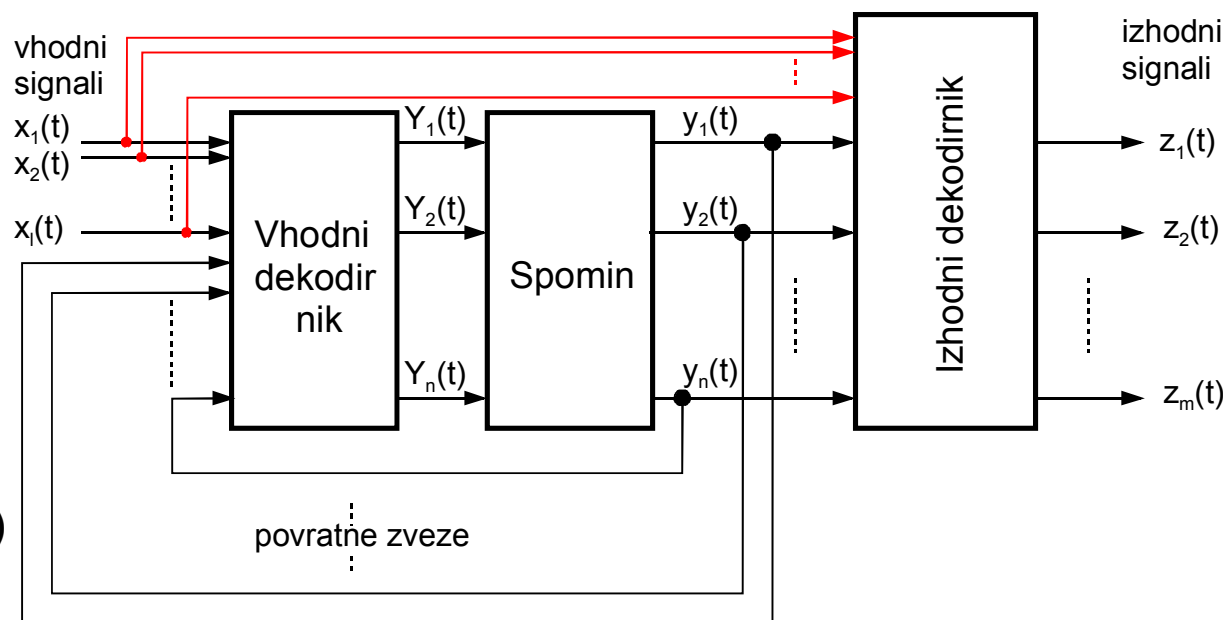 vhodni
signali
x₁(t)
x₂(t)
xₗ(t)
Vhodni
dekodir
nik
Y₁(t)
Y₂(t)
Yₙ(t)
Spomin
y₁(t)
y₂(t)
yₙ(t)
Izhodni dekodirnik
izhodni
signali
z₁(t)
z₂(t)
zₘ(t)
)
povratne zveze